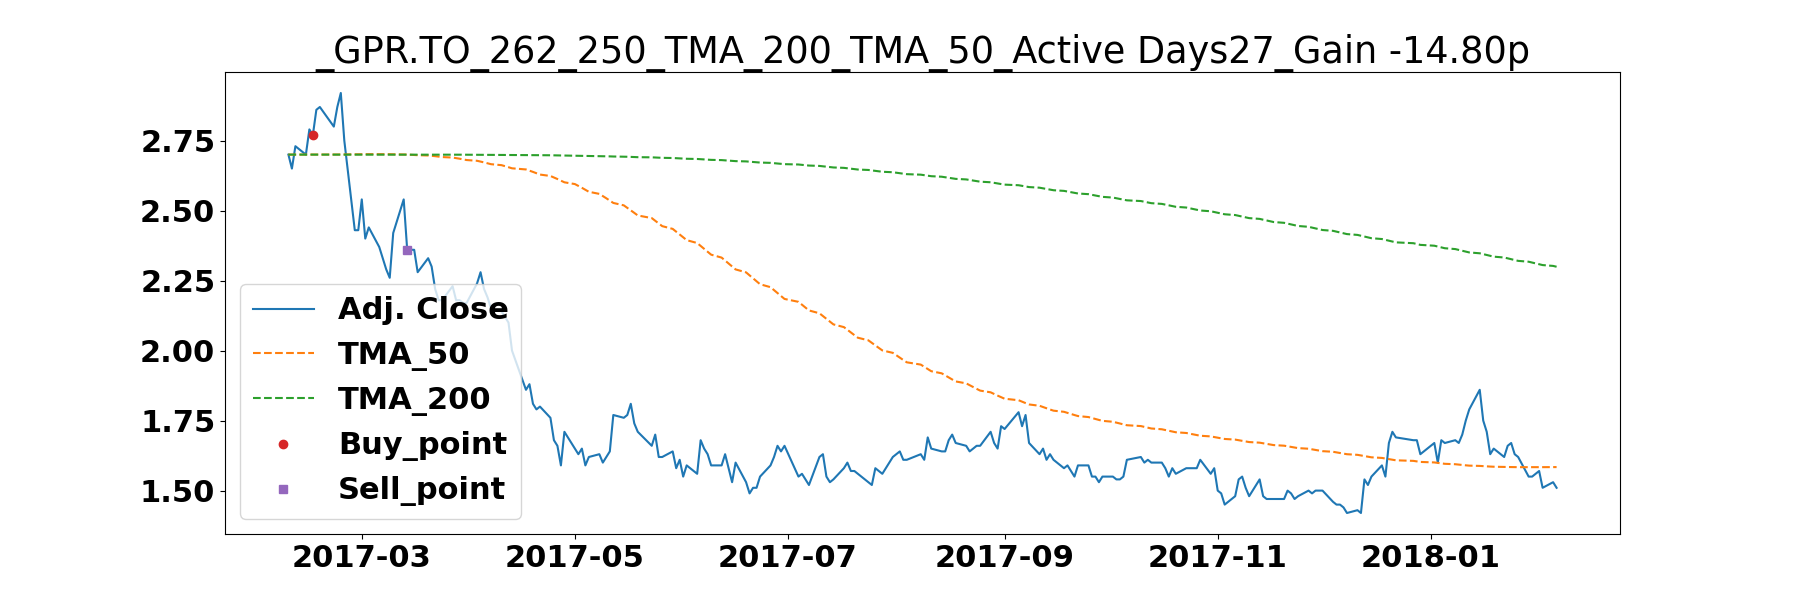 _GPR.TO_262_250_TMA_200_TMA_50_Active Days27_Gain -14.80p
2.75
2.50
2.25
2.00
1.75
1.50
Adj. Close
TMA_50
TMA_200
Buy_point
Sell_point
2017-03 2017-05 2017-07 2017-09 2017-11 2018-01